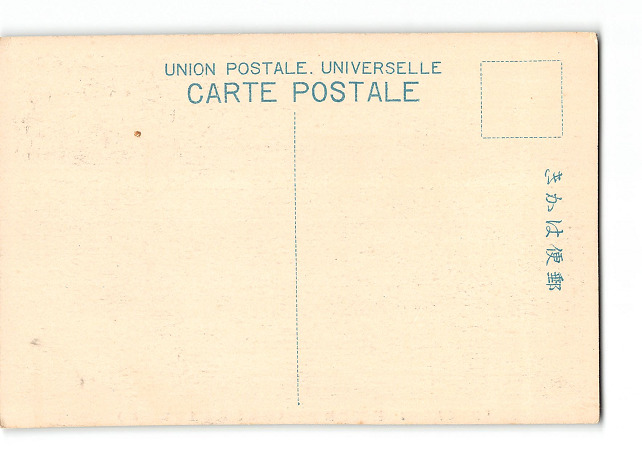 UNION POSTALE. UNIVERSELLE
CARTE POSTALE
きかは便郵